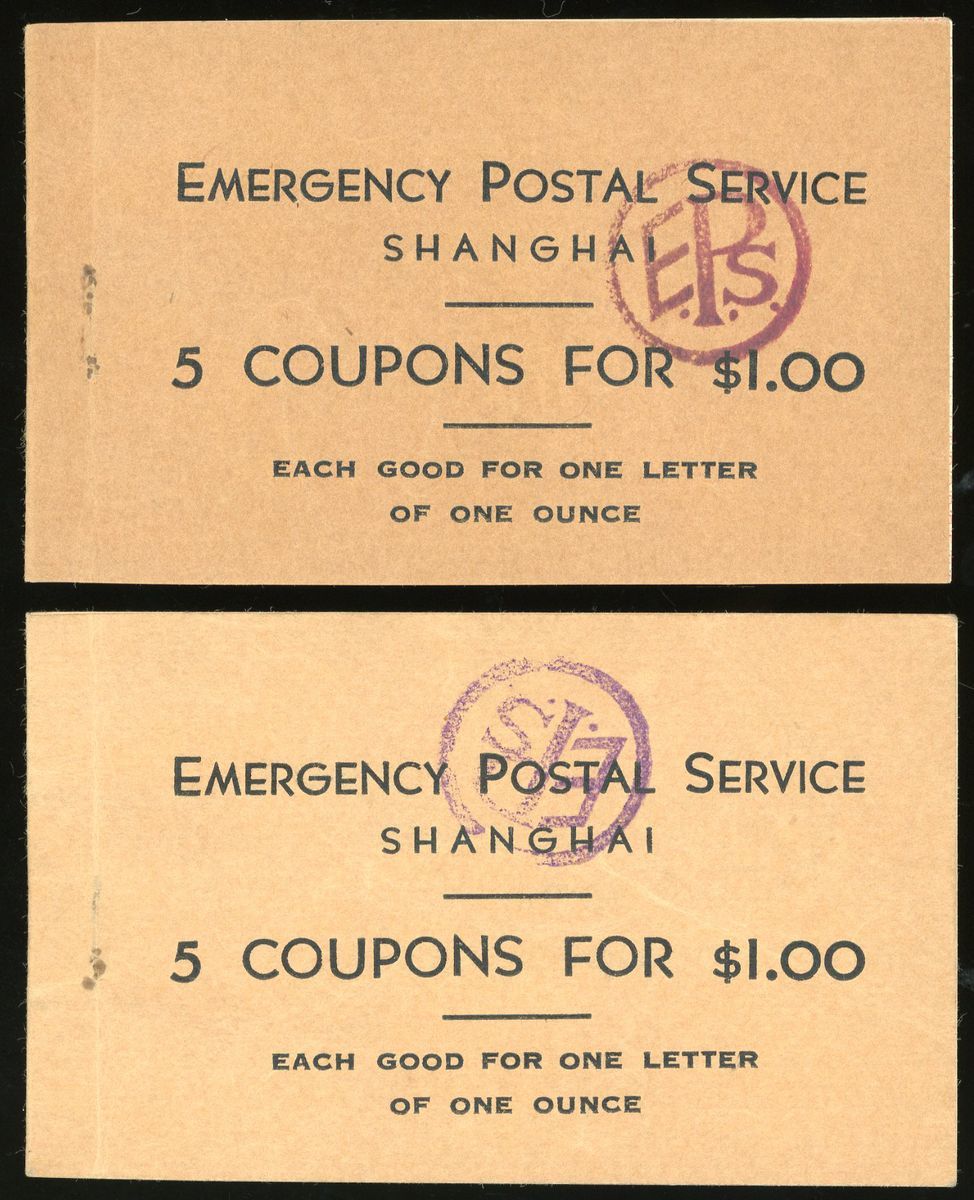 EMERGENCY POSTAL SERVICE
SHANGHAI
E.P.S.
5 COUPONS FOR $1.00
EACH GOOD FOR ONE LETTER
OF ONE OUNCE
E.P.S.
EMERGENCY POSTAL SERVICE
SHANGHAI
5 COUPONS FOR $1.00
EACH GOOD FOR ONE LETTER
OF ONE OUNCE